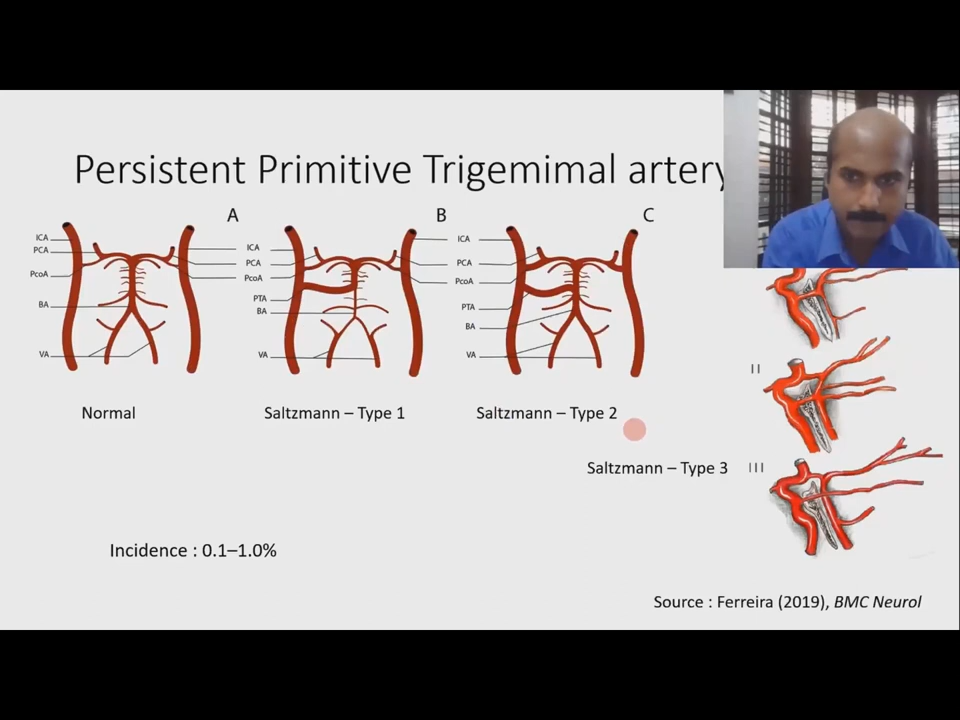 Persistent Primitive Trigemimal artery
A
B
C
ICA
PCA
PcoA
BA
VA
ICA
PCA
PcoA
PTA
BA
VA
ICA
PCA
PcoA
PTA
BA
VA
II
Normal
Saltzmann – Type 1
Saltzmann – Type 2
Saltzmann – Type 3
III
Incidence : 0.1–1.0%
Source : Ferreira (2019), BMC Neurol